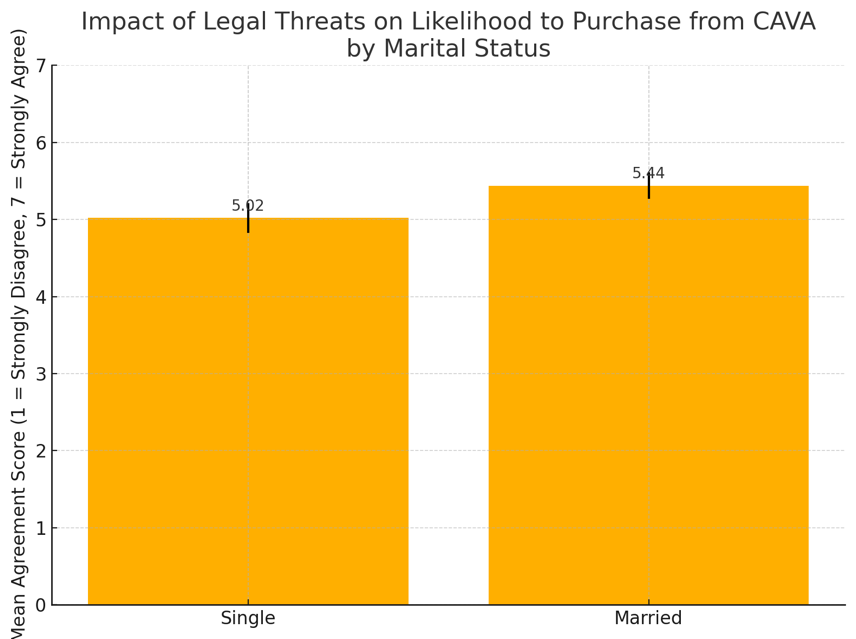 Impact of Legal Threats on Likelihood to Purchase from CAVA
by Marital Status
Mean Agreement Score (1 = Strongly Disagree, 7 = Strongly Agree)
7
6
5
4
3
2
1
0
5.02
5.44
Single
Married